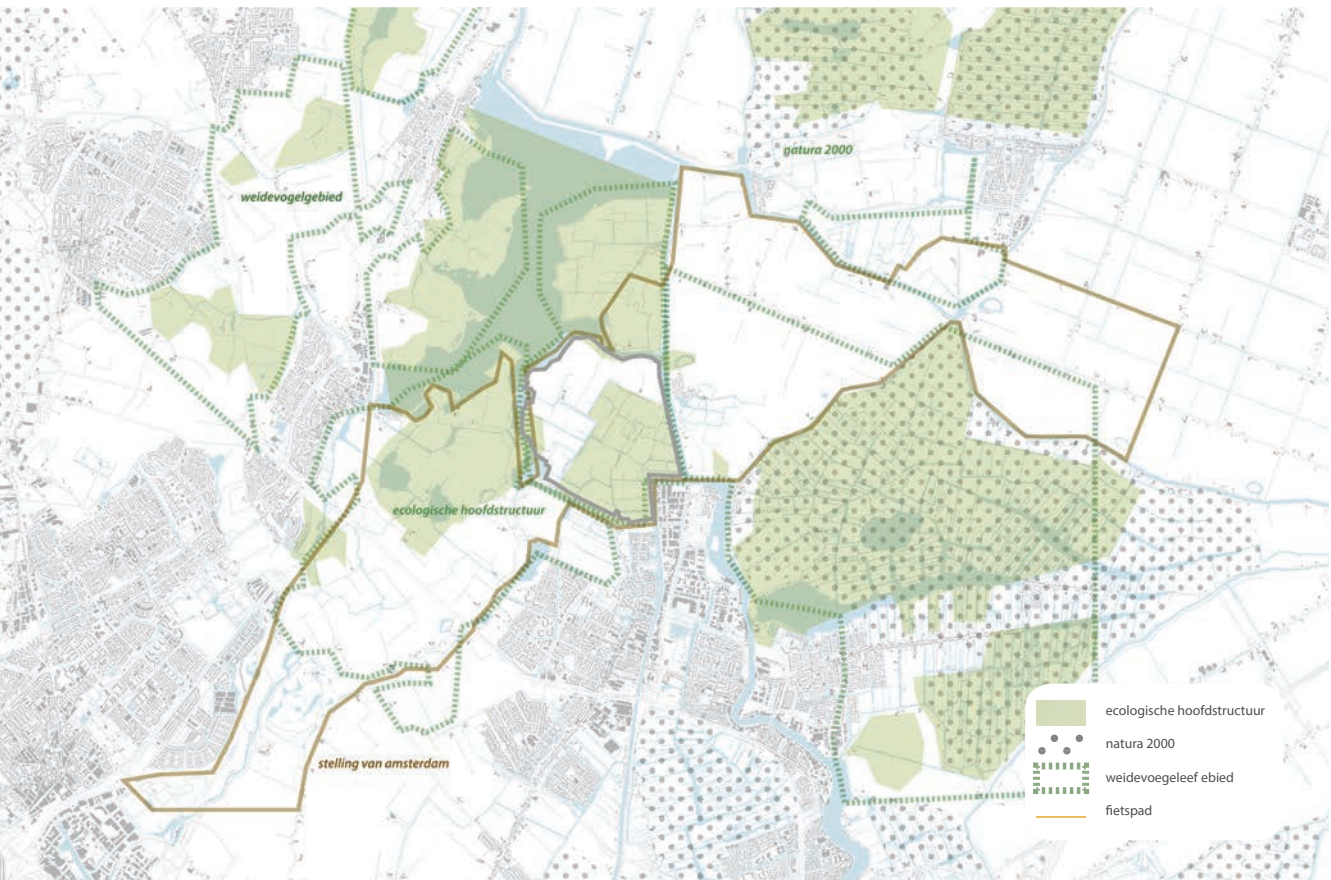 natura 2000
weidevogelgebied
ecologische hoofdstructuur
stelling van amsterdam
ecologische hoofdstructuur
natura 2000
weidevoegeleef ebied
fietspad